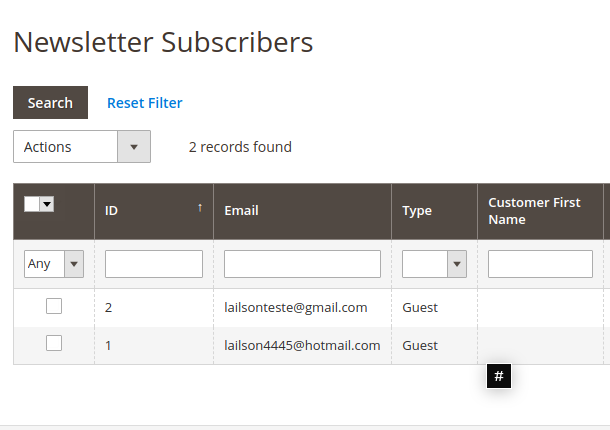 Newsletter Subscribers
Search Reset Filter
Actions 2 records found
ID ↑ Email Type Customer First
Name
Any
2 lailsonteste@gmail.com Guest
1 lailson4445@hotmail.com Guest
#